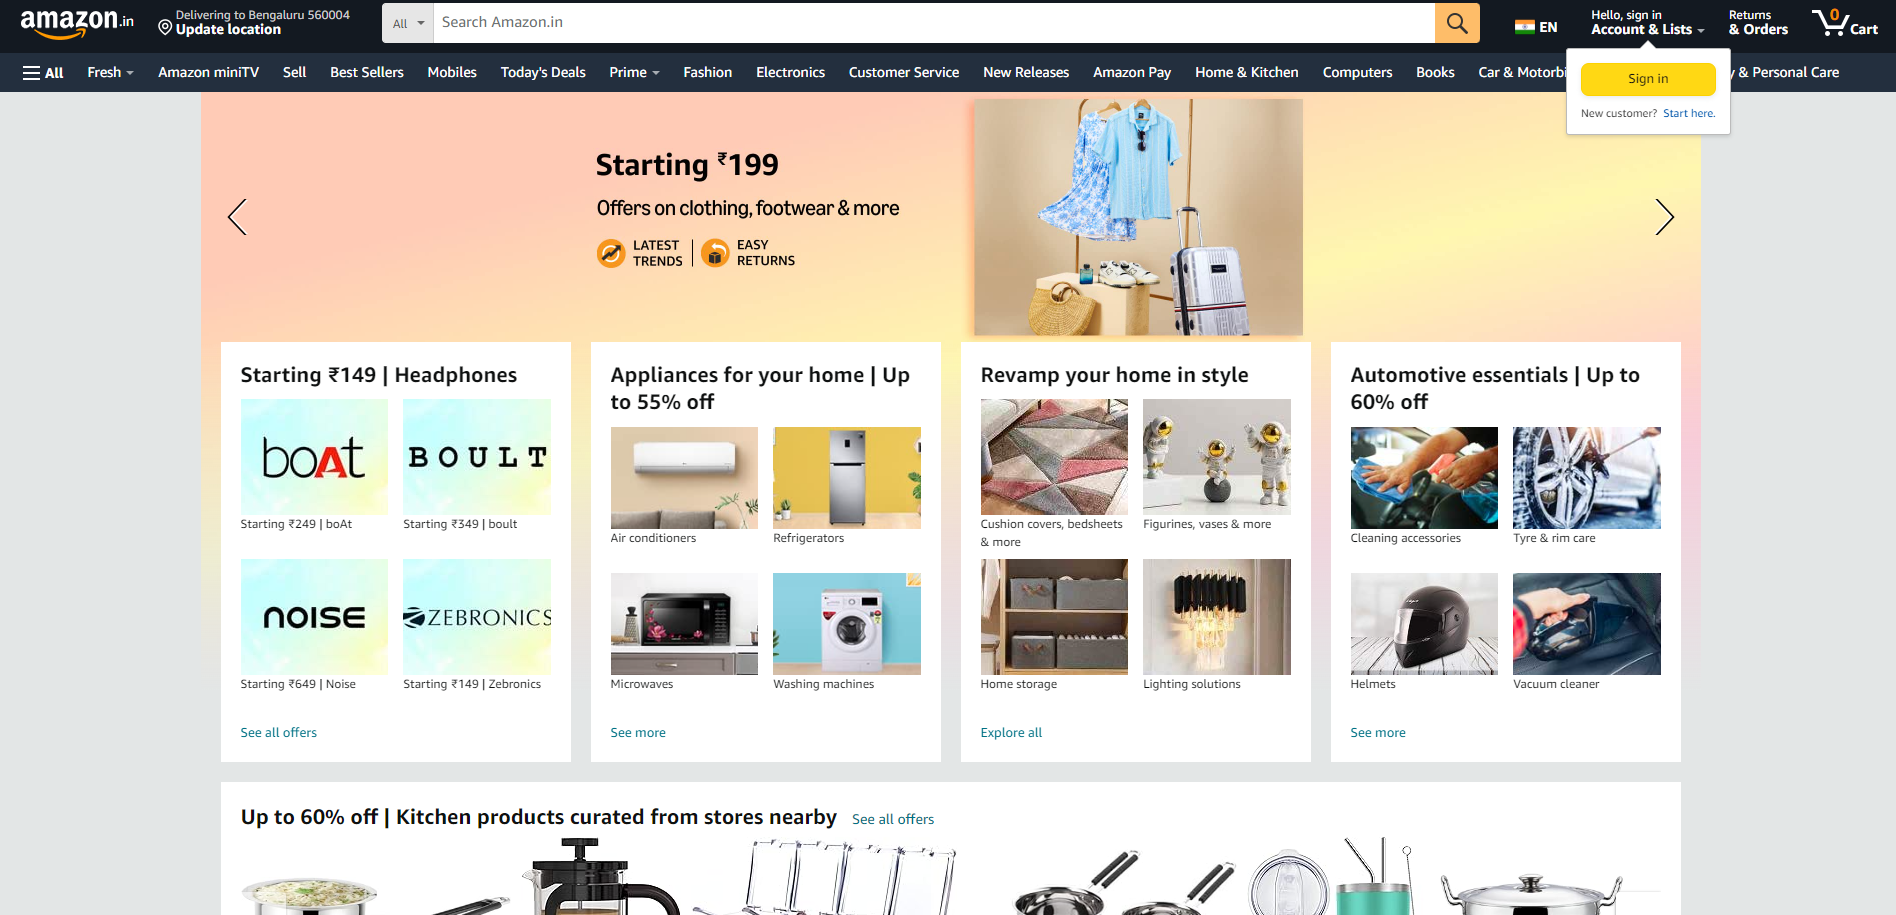 amazon.in
Delivering to Bengaluru 560004
Update location
All
Search Amazon.in
EN
Hello, sign in
Account & Lists
Returns
& Orders
0
Cart
All
Fresh
Amazon miniTV
Sell
Best Sellers
Mobiles
Today's Deals
Prime
Fashion
Electronics
Customer Service
New Releases
Amazon Pay
Home & Kitchen
Computers
Books
Car & Motorbi
y & Personal Care
Sign in
New customer? Start here.
Starting ₹199
Offers on clothing, footwear & more
LATEST
TRENDS
EASY
RETURNS
Starting ₹149 | Headphones
boAt
BOULT
Starting ₹249 | boAt
Starting ₹349 | boult
NOISE
ZEBRONICS
Starting ₹649 | Noise
Starting ₹149 | Zebronics
See all offers
Appliances for your home | Up
to 55% off
Air conditioners
Refrigerators
Microwaves
Washing machines
See more
Revamp your home in style
Cushion covers, bedsheets
& more
Figurines, vases & more
Home storage
Lighting solutions
Explore all
Automotive essentials | Up to
60% off
Cleaning accessories
Tyre & rim care
Helmets
Vacuum cleaner
See more
Up to 60% off | Kitchen products curated from stores nearby
See all offers